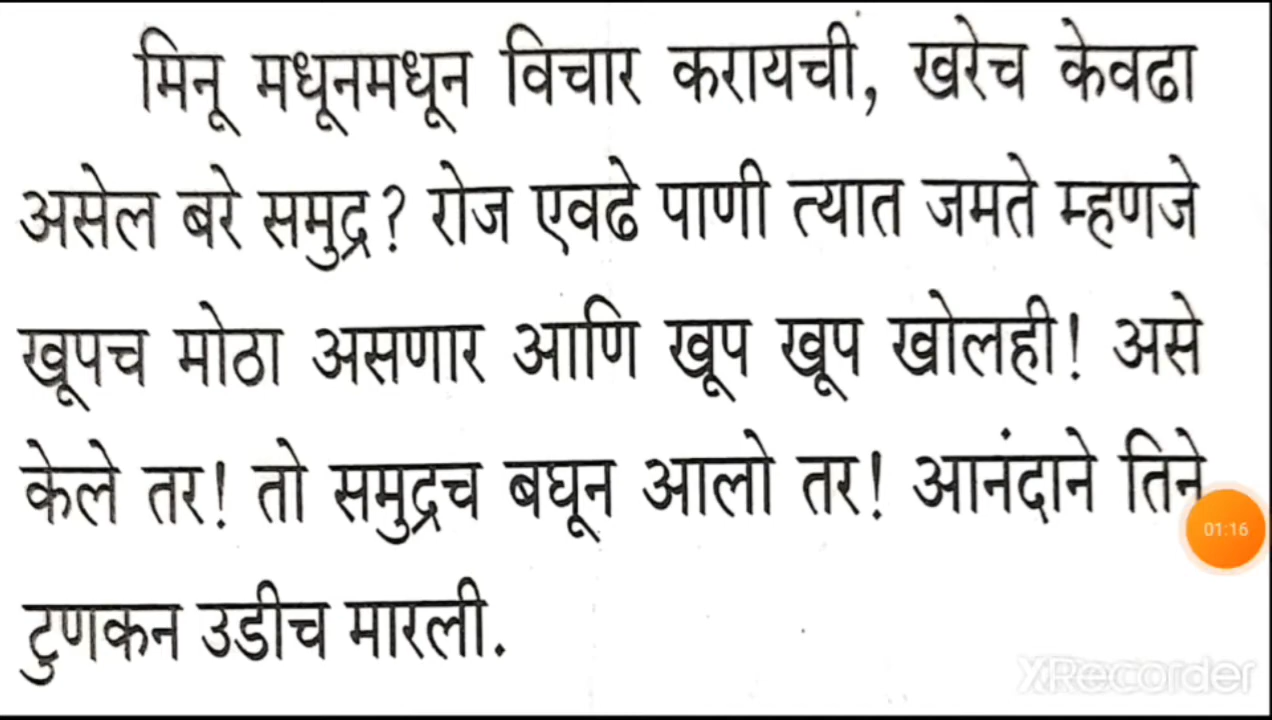 मिनू मधूनमधून विचार करायची, खरेच केवढा
असेल बरे समुद्र? रोज एवढे पाणी त्यात जमते म्हणजे
खूपच मोठा असणार आणि खूप खूप खोलही! असे
केले तर! तो समुद्रच बघून आलो तर! आनंदाने तिने
01:16
टुणकन उडीच मारली.
XRecorder